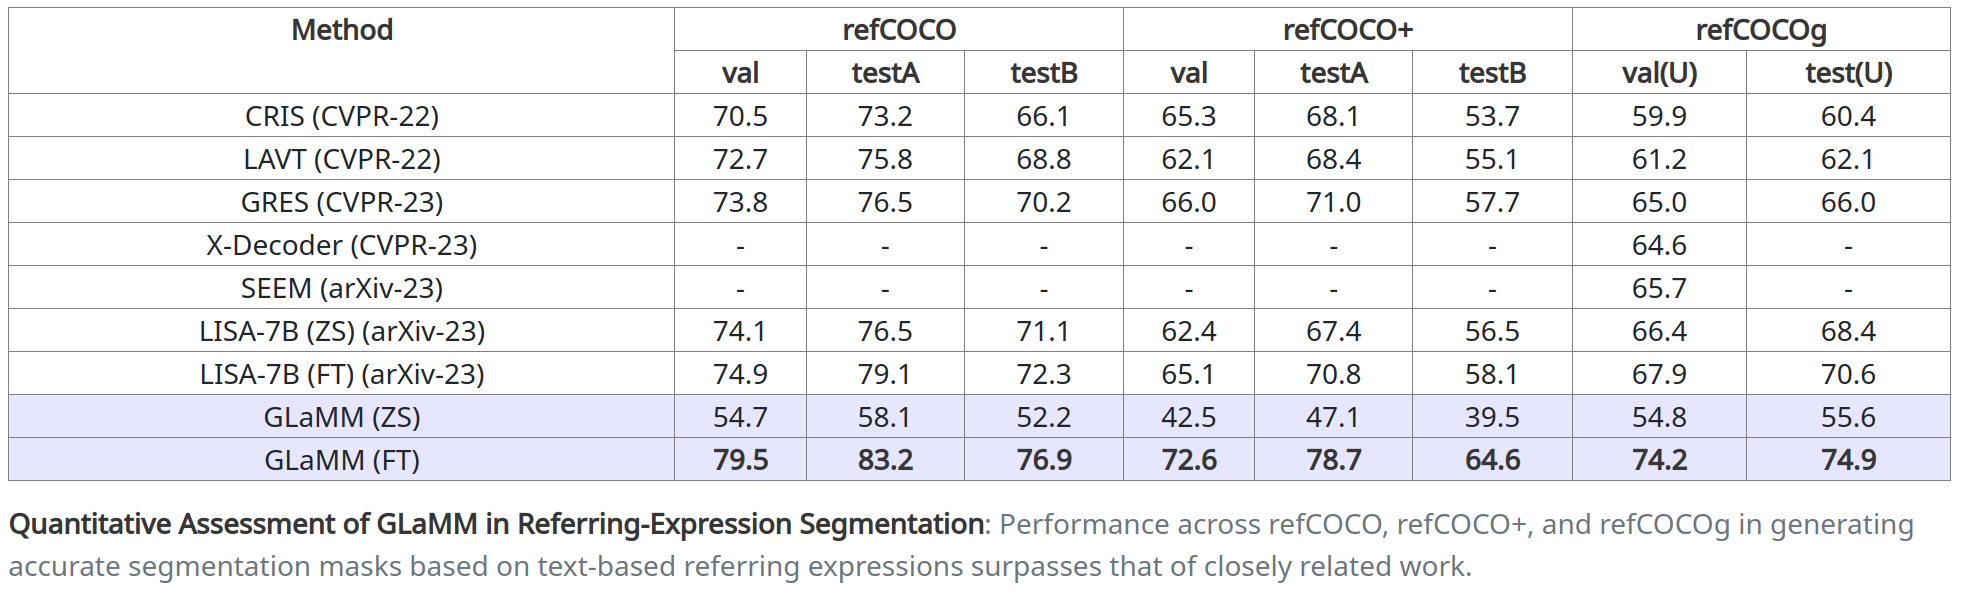 Method refCOCO refCOCO+ refCOCOg
val testA testB val testA testB val(U) test(U)
CRIS (CVPR-22) 70.5 73.2 66.1 65.3 68.1 53.7 59.9 60.4
LAVT (CVPR-22) 72.7 75.8 68.8 62.1 68.4 55.1 61.2 62.1
GRES (CVPR-23) 73.8 76.5 70.2 66.0 71.0 57.7 65.0 66.0
X-Decoder (CVPR-23) - - - - - - 64.6 -
SEEM (arXiv-23) - - - - - - 65.7 -
LISA-7B (ZS) (arXiv-23) 74.1 76.5 71.1 62.4 67.4 56.5 66.4 68.4
LISA-7B (FT) (arXiv-23) 74.9 79.1 72.3 65.1 70.8 58.1 67.9 70.6
GLaMM (ZS) 54.7 58.1 52.2 42.5 47.1 39.5 54.8 55.6
GLaMM (FT) 79.5 83.2 76.9 72.6 78.7 64.6 74.2 74.9
Quantitative Assessment of GLaMM in Referring-Expression Segmentation: Performance across refCOCO, refCOCO+, and refCOCOg in generating
accurate segmentation masks based on text-based referring expressions surpasses that of closely related work.